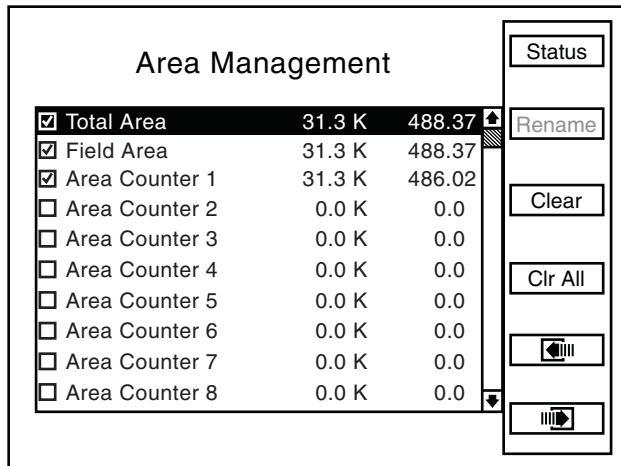 Area Management
Total Area 31.3 K 488.37
Field Area 31.3 K 488.37
Area Counter 1 31.3 K 486.02
Area Counter 2 0.0 K 0.0
Area Counter 3 0.0 K 0.0
Area Counter 4 0.0 K 0.0
Area Counter 5 0.0 K 0.0
Area Counter 6 0.0 K 0.0
Area Counter 7 0.0 K 0.0
Area Counter 8 0.0 K 0.0
Status
Rename
Clear
Clr All